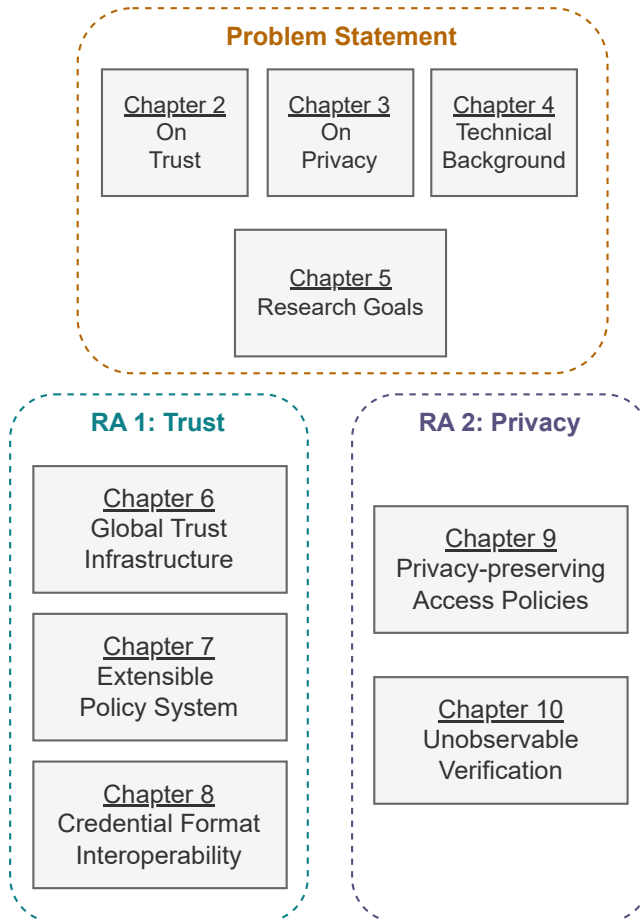 Problem Statement
Chapter 2
On
Trust
Chapter 3
On
Privacy
Chapter 4
Technical
Background
Chapter 5
Research Goals
RA 1: Trust
Chapter 6
Global Trust
Infrastructure
Chapter 7
Extensible
Policy System
Chapter 8
Credential Format
Interoperability
RA 2: Privacy
Chapter 9
Privacy-preserving
Access Policies
Chapter 10
Unobservable
Verification